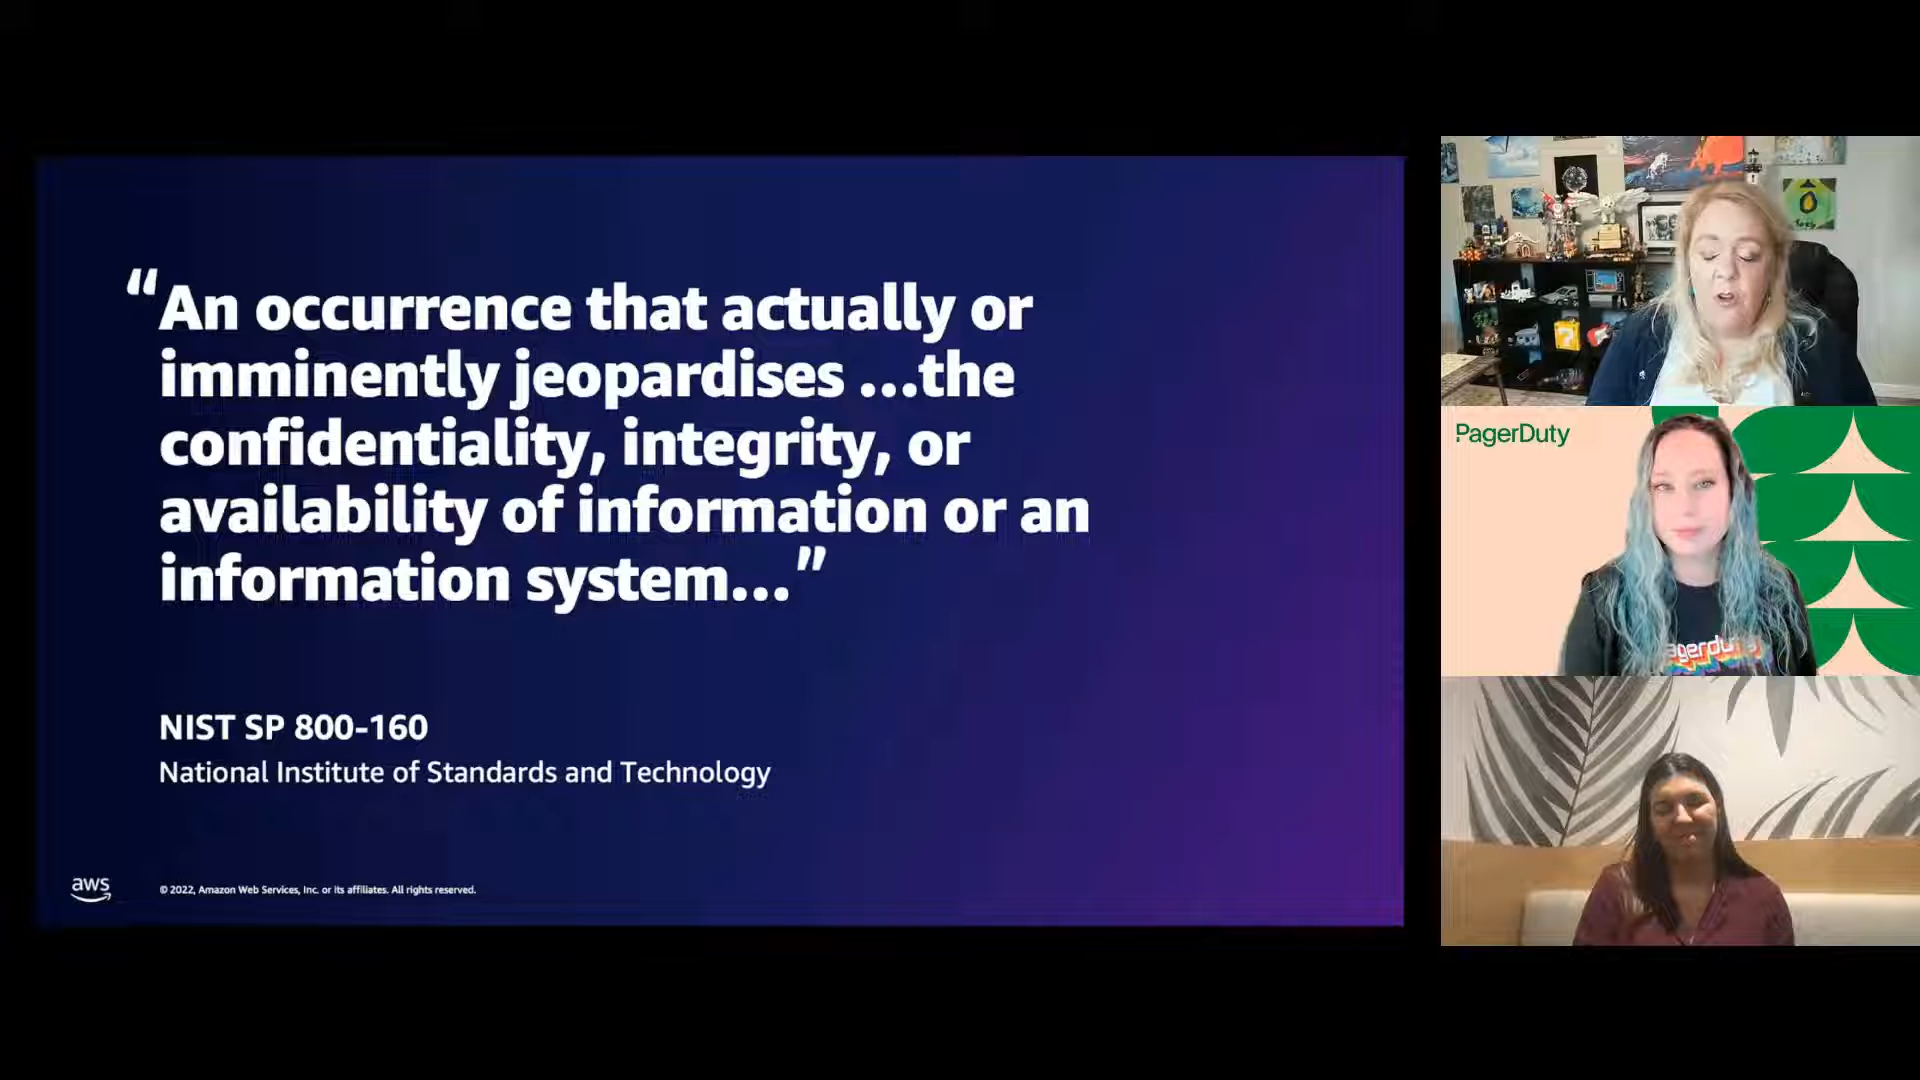 “An occurrence that actually or
imminently jeopardises ...the
confidentiality, integrity, or
availability of information or an
information system...”
NIST SP 800-160
National Institute of Standards and Technology
aws
© 2022, Amazon Web Services, Inc. or its affiliates. All rights reserved.
PagerDuty
agerdu